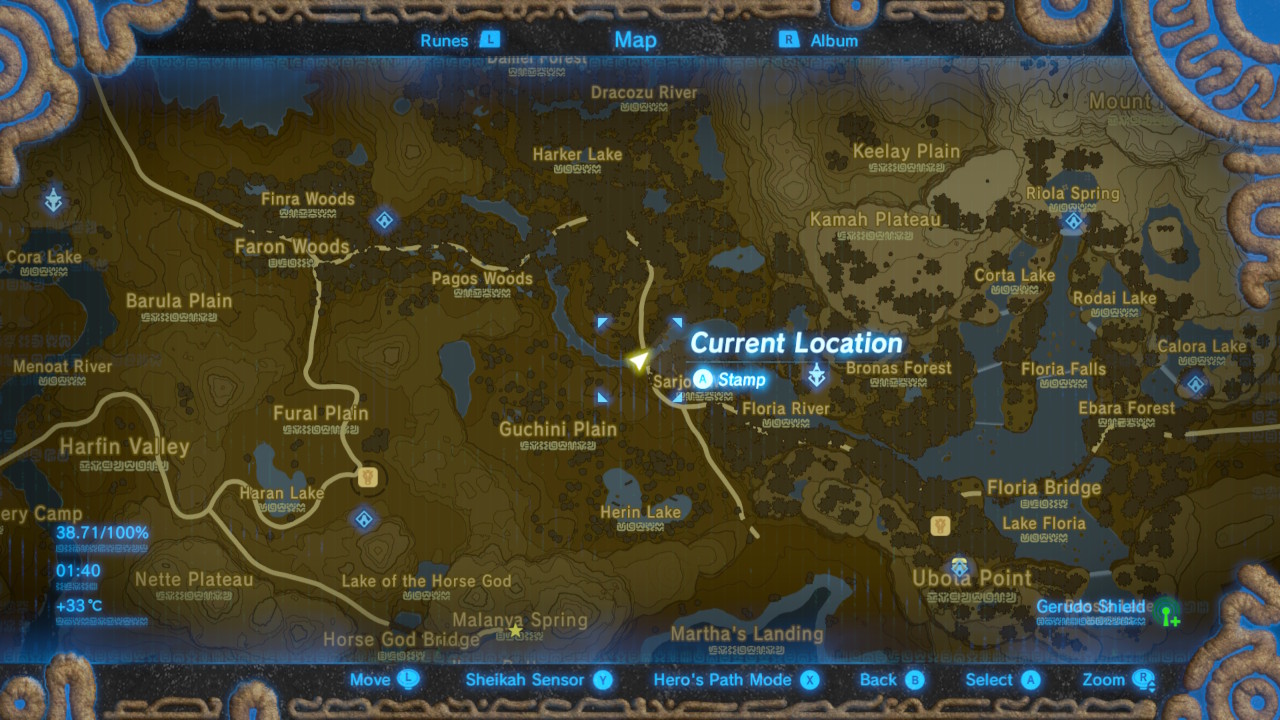 Runes L
Map
R Album
Damel Forest
Dracozu River
Mount
Harker Lake
Keelay Plain
Finra Woods
Riola Spring
Kamah Plateau
Faron Woods
Cora Lake
Pagos Woods
Corta Lake
Barula Plain
Rodai Lake
Current Location
Calora Lake
Menoat River
Bronas Forest
Floria Falls
A Stamp
Sarjo
Fural Plain
Floria River
Ebara Forest
Guchini Plain
Harfin Valley
Haran Lake
Floria Bridge
Herin Lake
ery Camp
Lake Floria
38.71/100%
01:40
Nette Plateau
Lake of the Horse God
Ubota Point
+33°C
Gerudo Shield
Malanya Spring
Martha's Landing
Horse God Bridge
Move L
Sheikah Sensor Y
Hero's Path Mode X
Back B
Select A
Zoom R